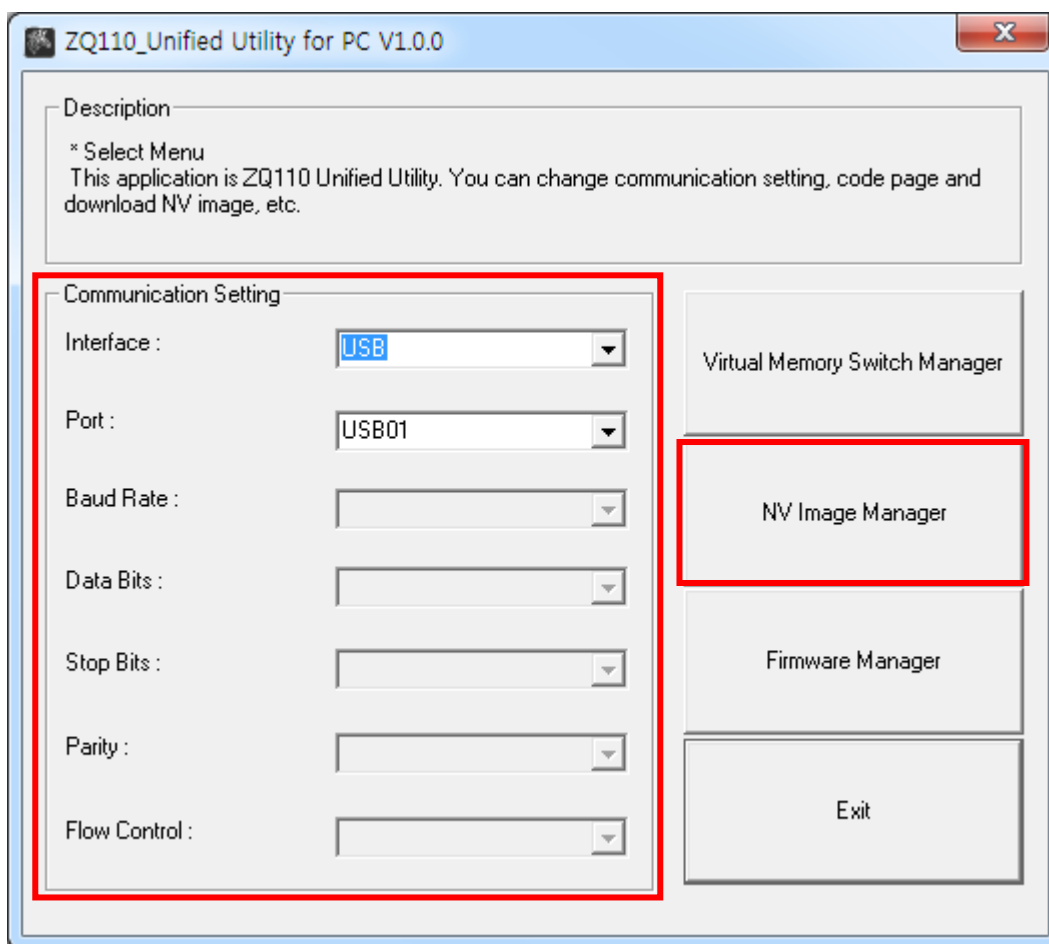 ZQ110_Unified Utility for PC V1.0.0
Description
* Select Menu
This application is ZQ110 Unified Utility. You can change communication setting, code page and
download NV image, etc.
Communication Setting
Interface :
USB
Port :
USB01
Baud Rate :
Data Bits :
Stop Bits :
Parity :
Flow Control :
Virtual Memory Switch Manager
NV Image Manager
Firmware Manager
Exit